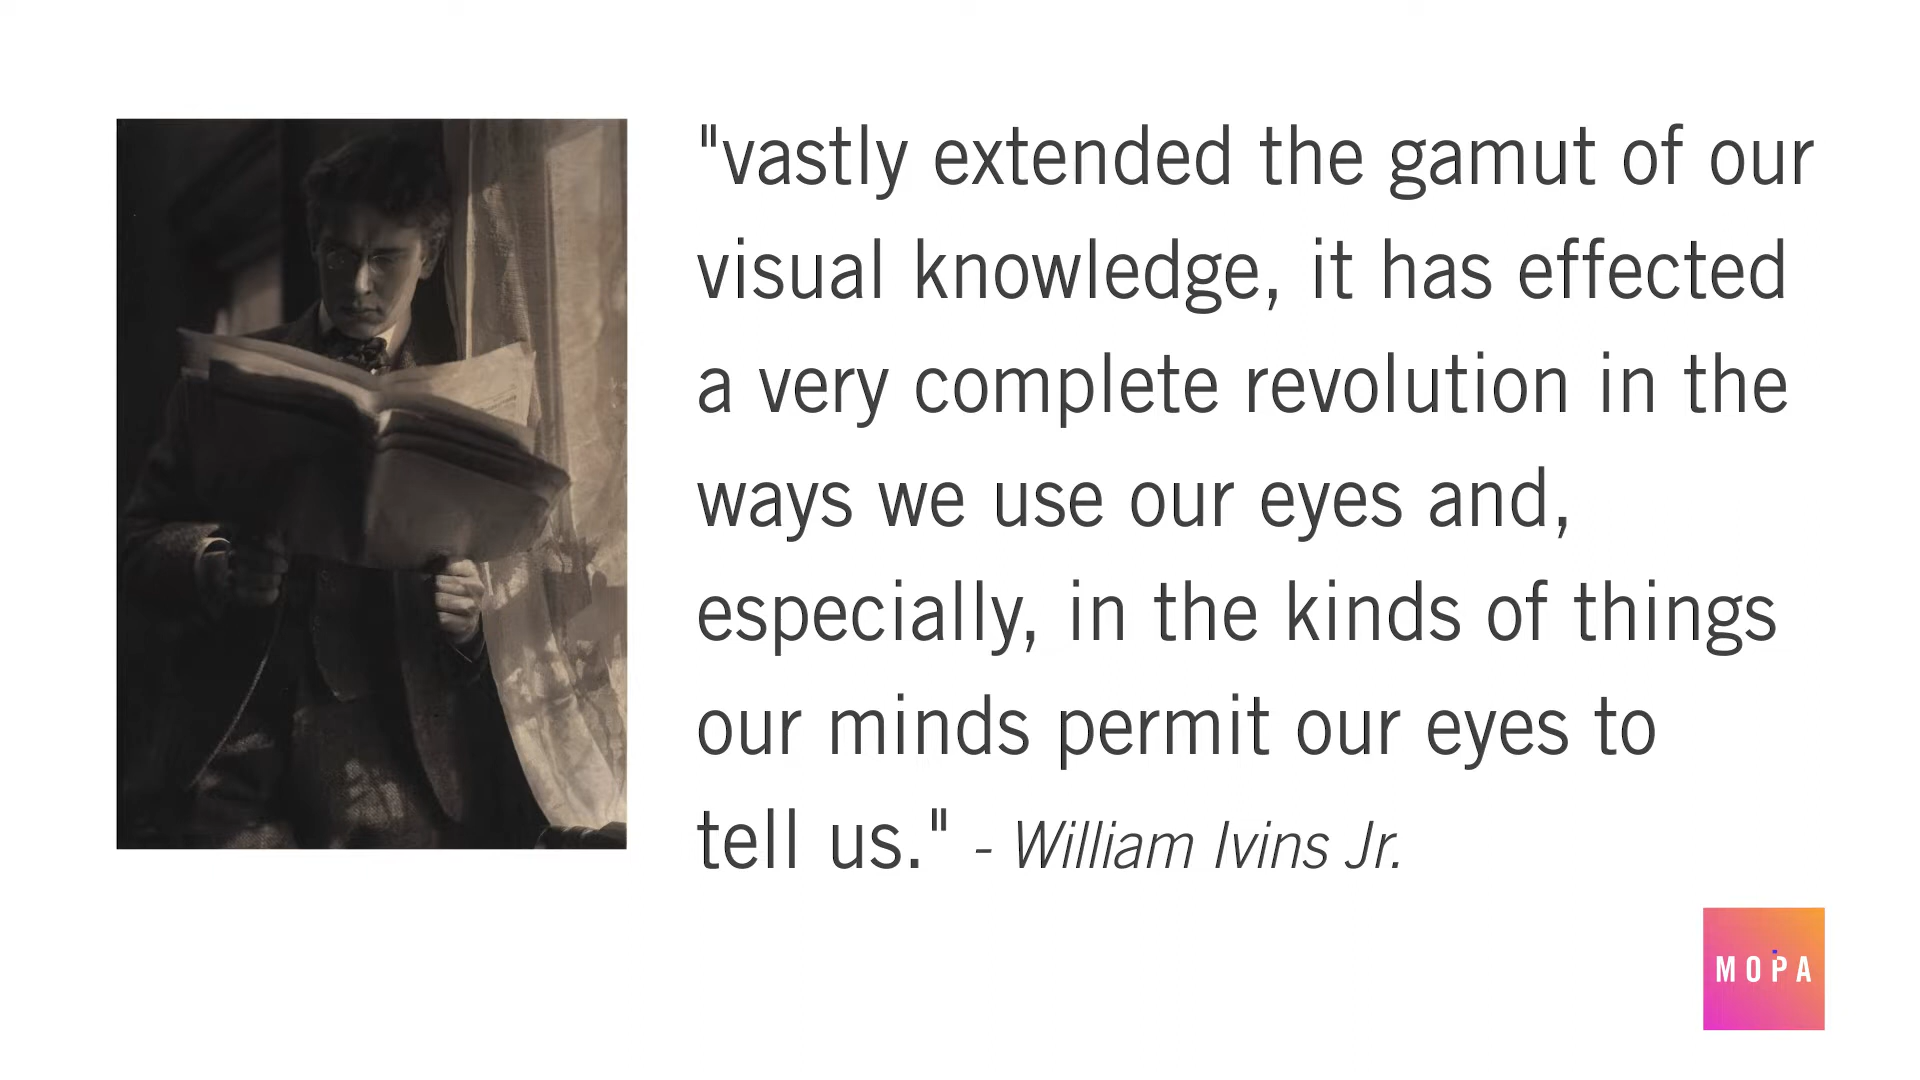 "vastly extended the gamut of our
visual knowledge, it has effected
a very complete revolution in the
ways we use our eyes and,
especially, in the kinds of things
our minds permit our eyes to
tell us." - William Ivins Jr.
MOPA